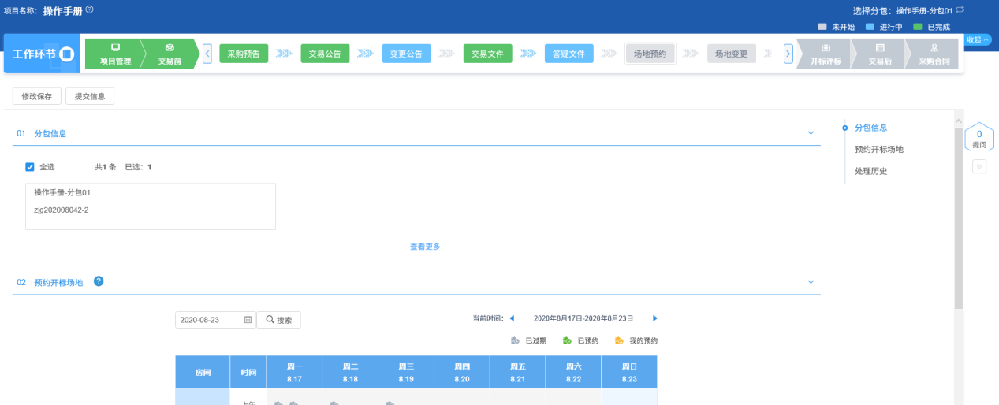 项目名称: 操作手册
选择分包: 操作手册-分包01
未开始 进行中 已完成
收起
工作环节 项目管理 交易前 采购预告 交易公告 变更公告 交易文件 答疑文件 场地预约 场地变更 开标评标 交易后 采购合同
修改保存 提交信息
01 分包信息
全选 共1 条 已选: 1
操作手册-分包01
zjg202008042-2
查看更多
02 预约开标场地
2020-08-23 搜索 当前时间: 2020年8月17日-2020年8月23日
已过期 已预约 我的预约
房间 时间 周一 周二 周三 周四 周五 周六 周日
8.17 8.18 8.19 8.20 8.21 8.22 8.23
上午
分包信息
预约开标场地
处理历史
0
提问